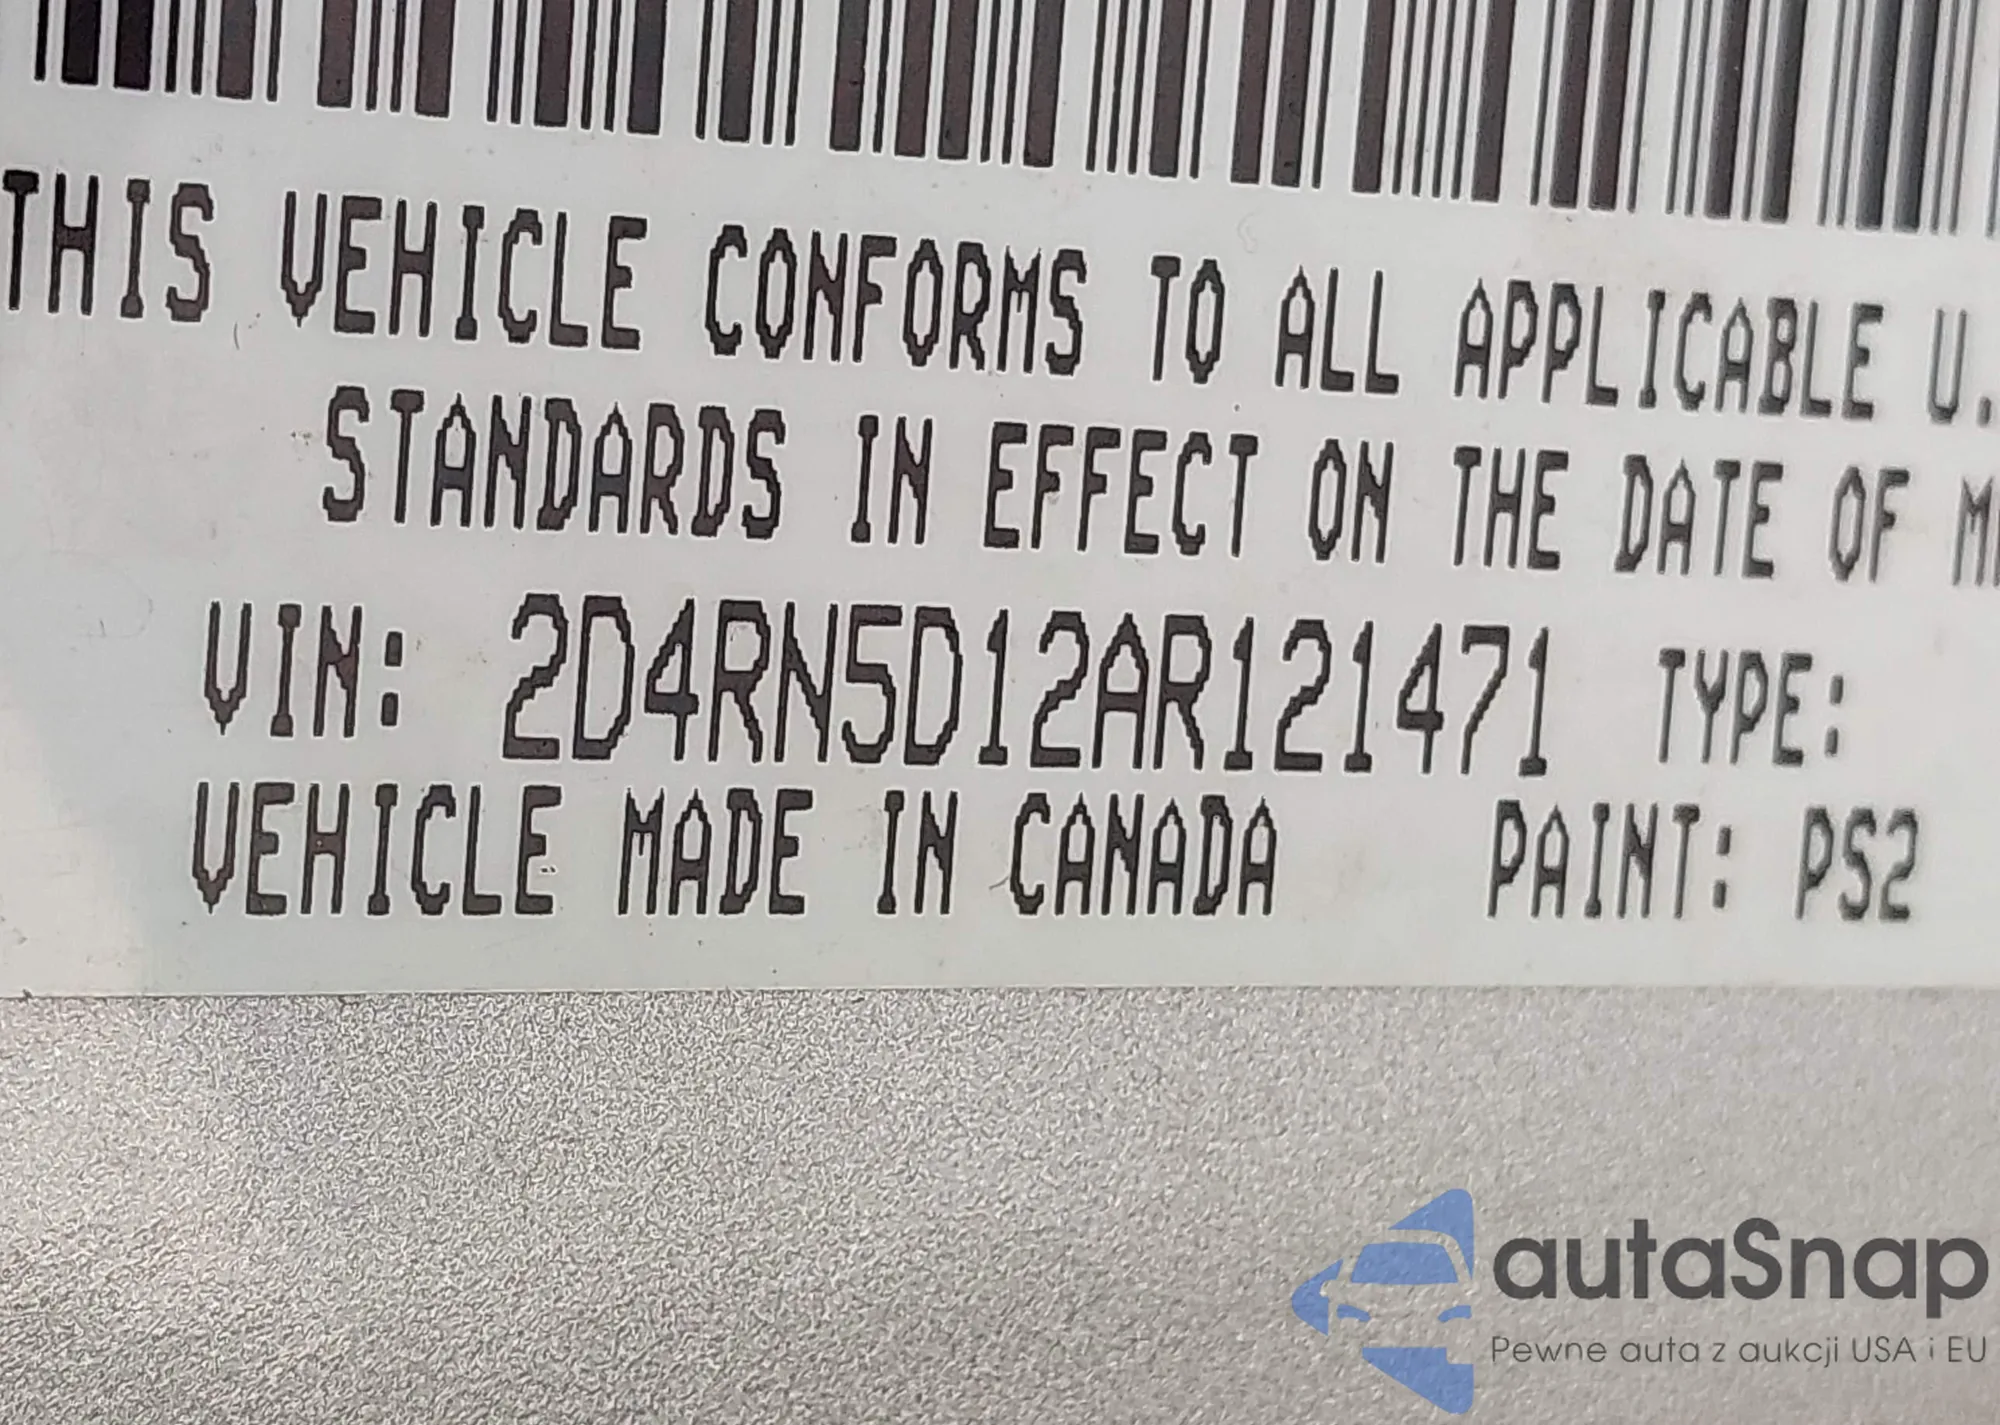 THIS VEHICLE CONFORMS TO ALL APPLICABLE U.
STANDARDS IN EFFECT ON THE DATE OF M
VIN: 2D4RN5D12AR121471 TYPE:
VEHICLE MADE IN CANADA PAINT: PS2
autaSnap
Pewne auta z aukcji USA i EU